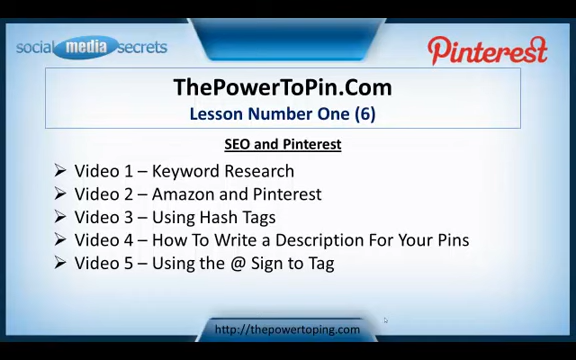 social media secrets
Pinterest
ThePowerToPin.Com
Lesson Number One (6)
SEO and Pinterest
➢ Video 1 – Keyword Research
➢ Video 2 – Amazon and Pinterest
➢ Video 3 – Using Hash Tags
➢ Video 4 – How To Write a Description For Your Pins
➢ Video 5 – Using the @ Sign to Tag
http://thepowertoping.com